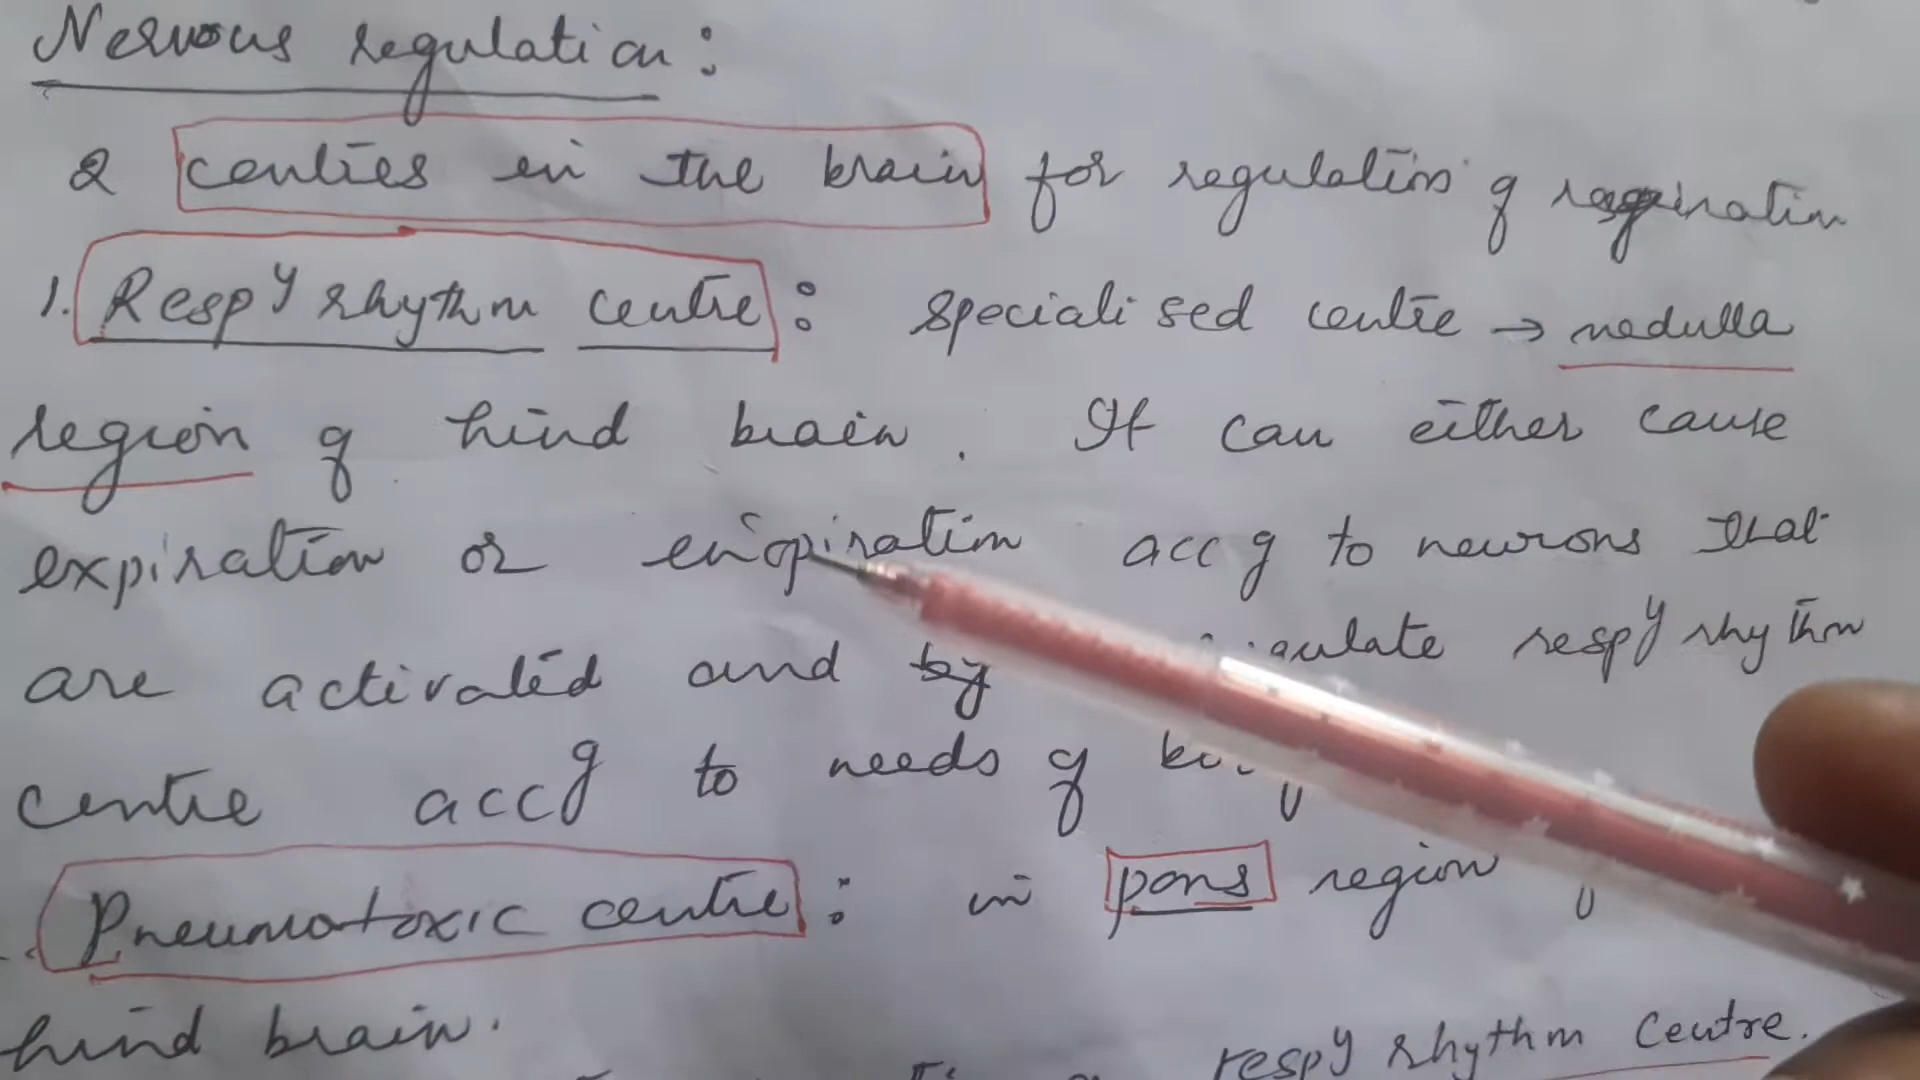 Nervous regulation:
2 centres in the brain for regulation of respiration
1. Respy rhythm centre: specialised centre → medulla
region of hind brain. It can either cause
expiration or inspiration accg to neurons that
are activated and by respy rhythm
centre accg to needs of
Pneumotoxic centre: in pons region
hind brain.
respy rhythm centre.